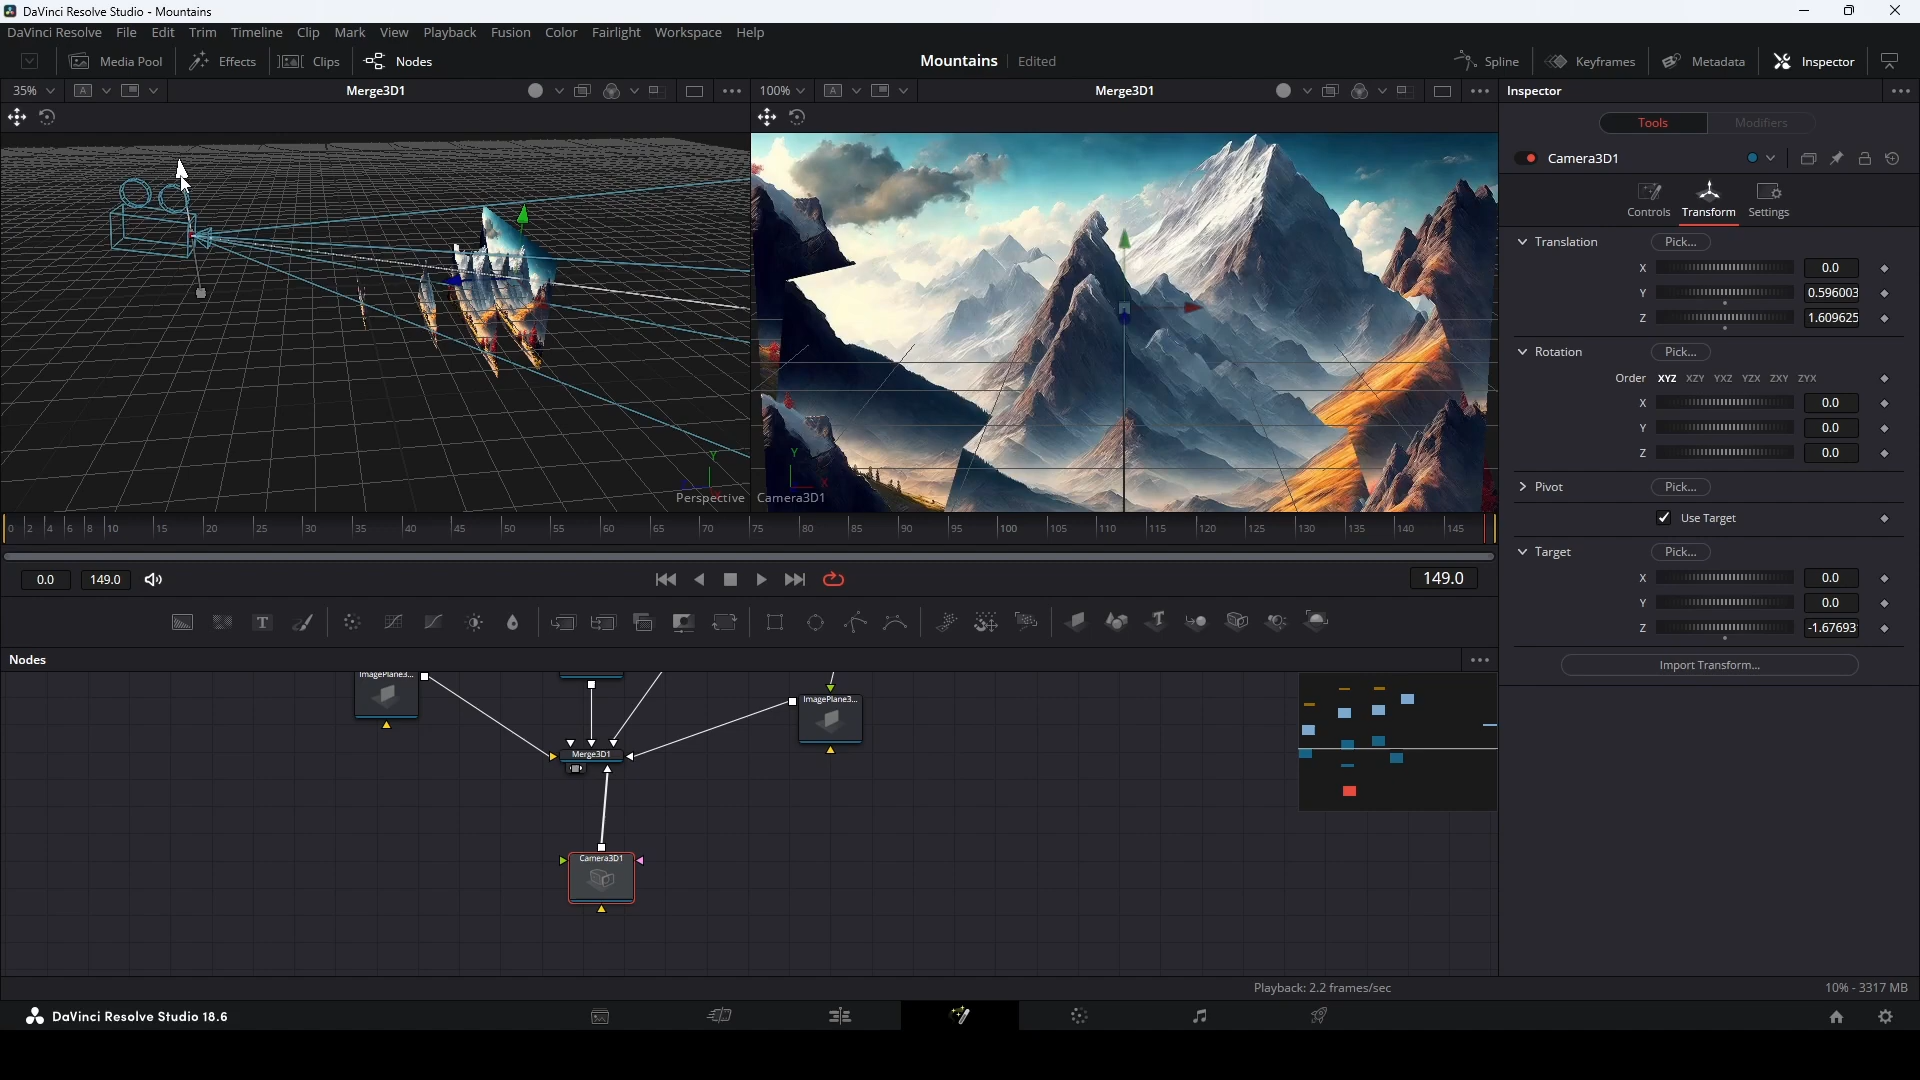 DaVinci Resolve Studio - Mountains
DaVinci Resolve File Edit Trim Timeline Clip Mark View Playback Fusion Color Fairlight Workspace Help
Media Pool Effects Clips Nodes Mountains Edited Spline Keyframes Metadata Inspector
35% A Merge3D1 100% A Merge3D1 Inspector
Tools Modifiers
Camera3D1
Controls Transform Settings
Translation Pick...
X 0.0
Y 0.596003
Z 1.609625
Rotation Pick...
Order XYZ XZY YXZ YZX ZXY ZYX
X 0.0
Y 0.0
Z 0.0
Pivot Pick...
Use Target
Target Pick...
X 0.0
Y 0.0
Z -1.67693
Import Transform...
Y
Perspective
Y
X
Camera3D1
0 2 4 6 8 10 15 20 25 30 35 40 45 50 55 60 65 70 75 80 85 90 95 100 105 110 115 120 125 130 135 140 145
0.0 149.0 149.0
T T
Nodes
ImagePlane3...
ImagePlane3...
Merge3D1
Camera3D1
Playback: 2.2 frames/sec 10% - 3317 MB
DaVinci Resolve Studio 18.6